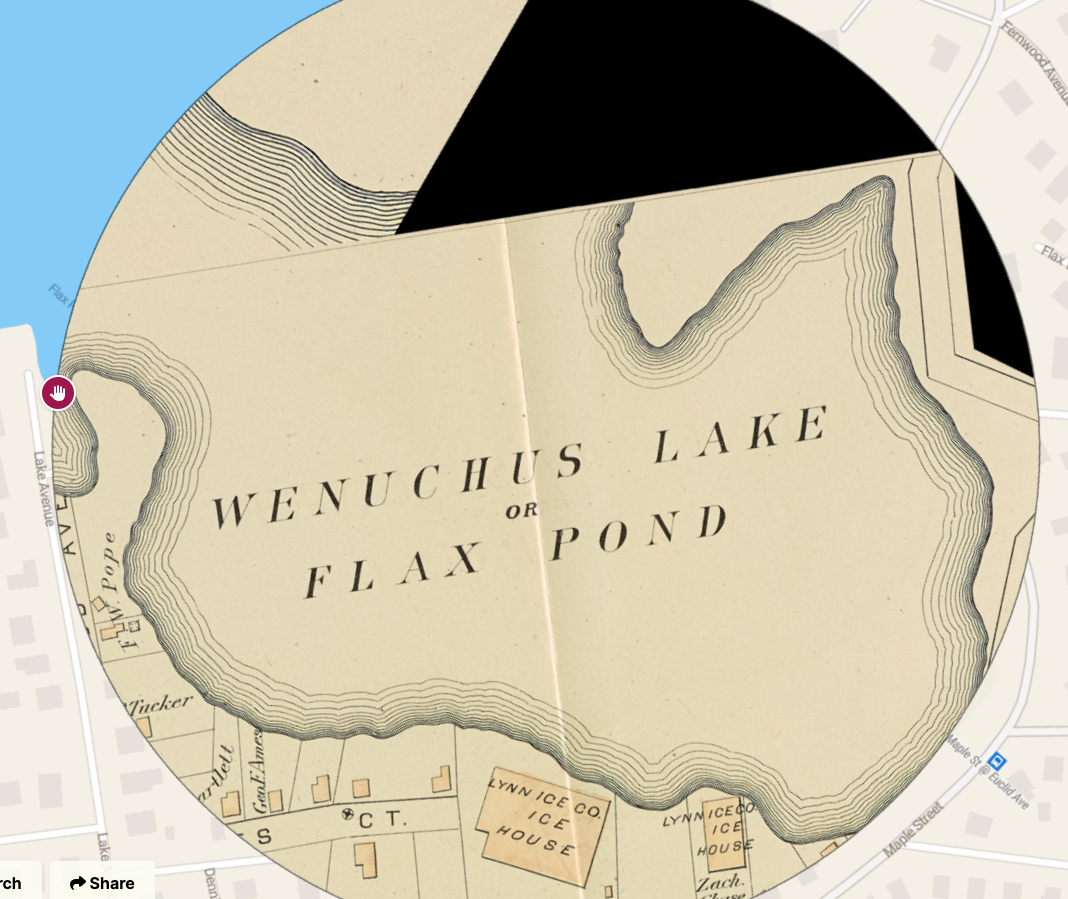 Fernwood Avenue
Flax
Flax
Lake Avenue
AVE
F. W. Pope
WENUCHUS LAKE
OR
FLAX POND
Tucker
Geo.F.Ames
LYNN ICE CO.
ICE
HOUSE
LYNN ICE CO.
ICE
HOUSE
S CT.
Zach.
Chase
Maple St @ Euclid Ave
Maple Street
Lake
Denn
rch
Share